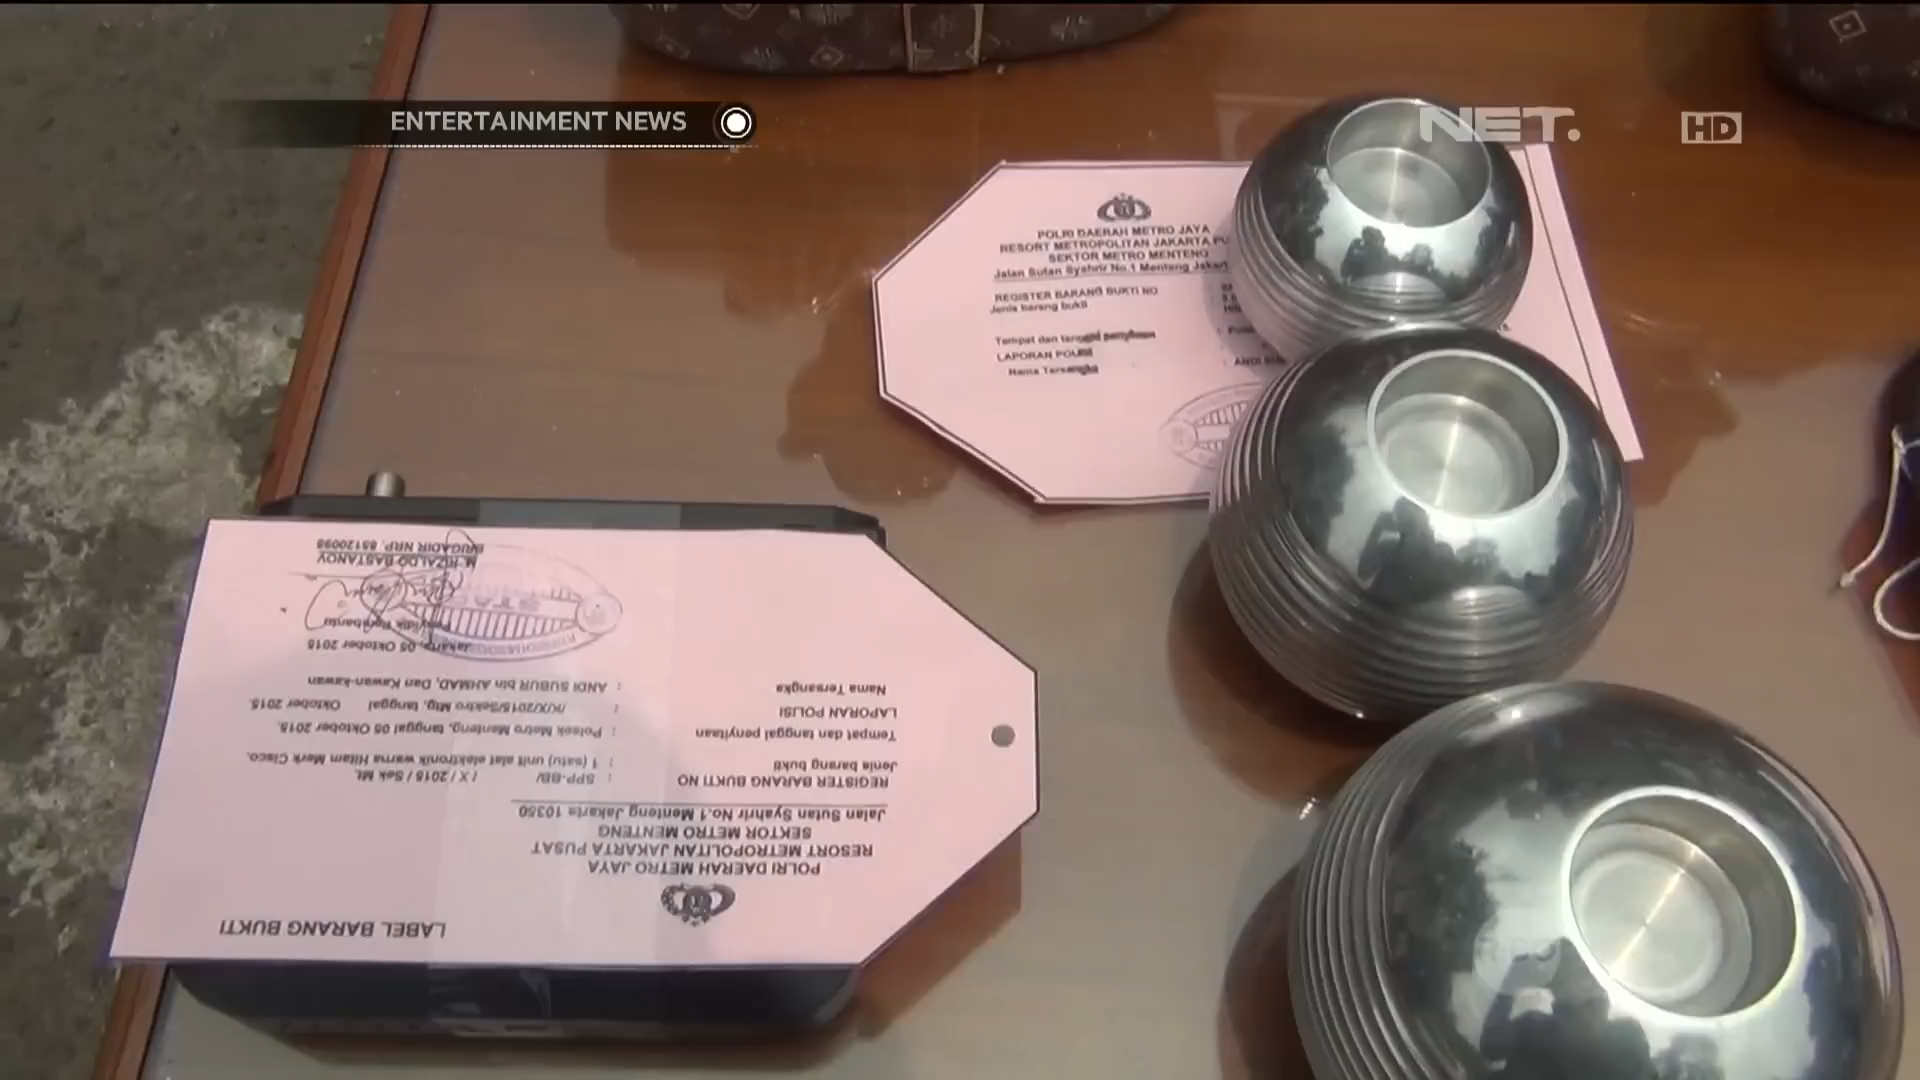 ENTERTAINMENT NEWS
NET.
HD
POLRI DAERAH METRO JAYA
RESORT METROPOLITAN JAKARTA PU
SEKTOR METRO MENTENG
Jalan Sutan Syahrir No.1 Menteng Jakart
REGISTER BARANG BUKTI NO
Jenis barang bukti
Tempat dan tanggal penyitaan
LAPORAN POLISI
Nama Tersangka
: ANDI SU
LABEL BARANG BUKTI
POLRI DAERAH METRO JAYA
RESORT METROPOLITAN JAKARTA PUSAT
SEKTOR METRO MENTENG
Jalan Sutan Syahrir No.1 Menteng Jakarta 10350
REGISTER BARANG BUKTI NO : SPP-BB/ / X / 2015 / Sek Mt.
Jenis barang bukti : 1 (satu) unit alat elektronik warna Hitam Merk Cisco.
Tempat dan tanggal penyitaan : Polsek Metro Menteng, tanggal 05 Oktober 2015.
LAPORAN POLISI : /K/X/2015/Sektro Mtg, tanggal Oktober 2015.
Nama Tersangka : ANDI SUBUR bin AHMAD, Dan Kawan-kawan
Jakarta, 05 Oktober 2015
Penyidik Pembantu
M. RIZALDO BASTANOV
BRIGADIR NRP. 85120098